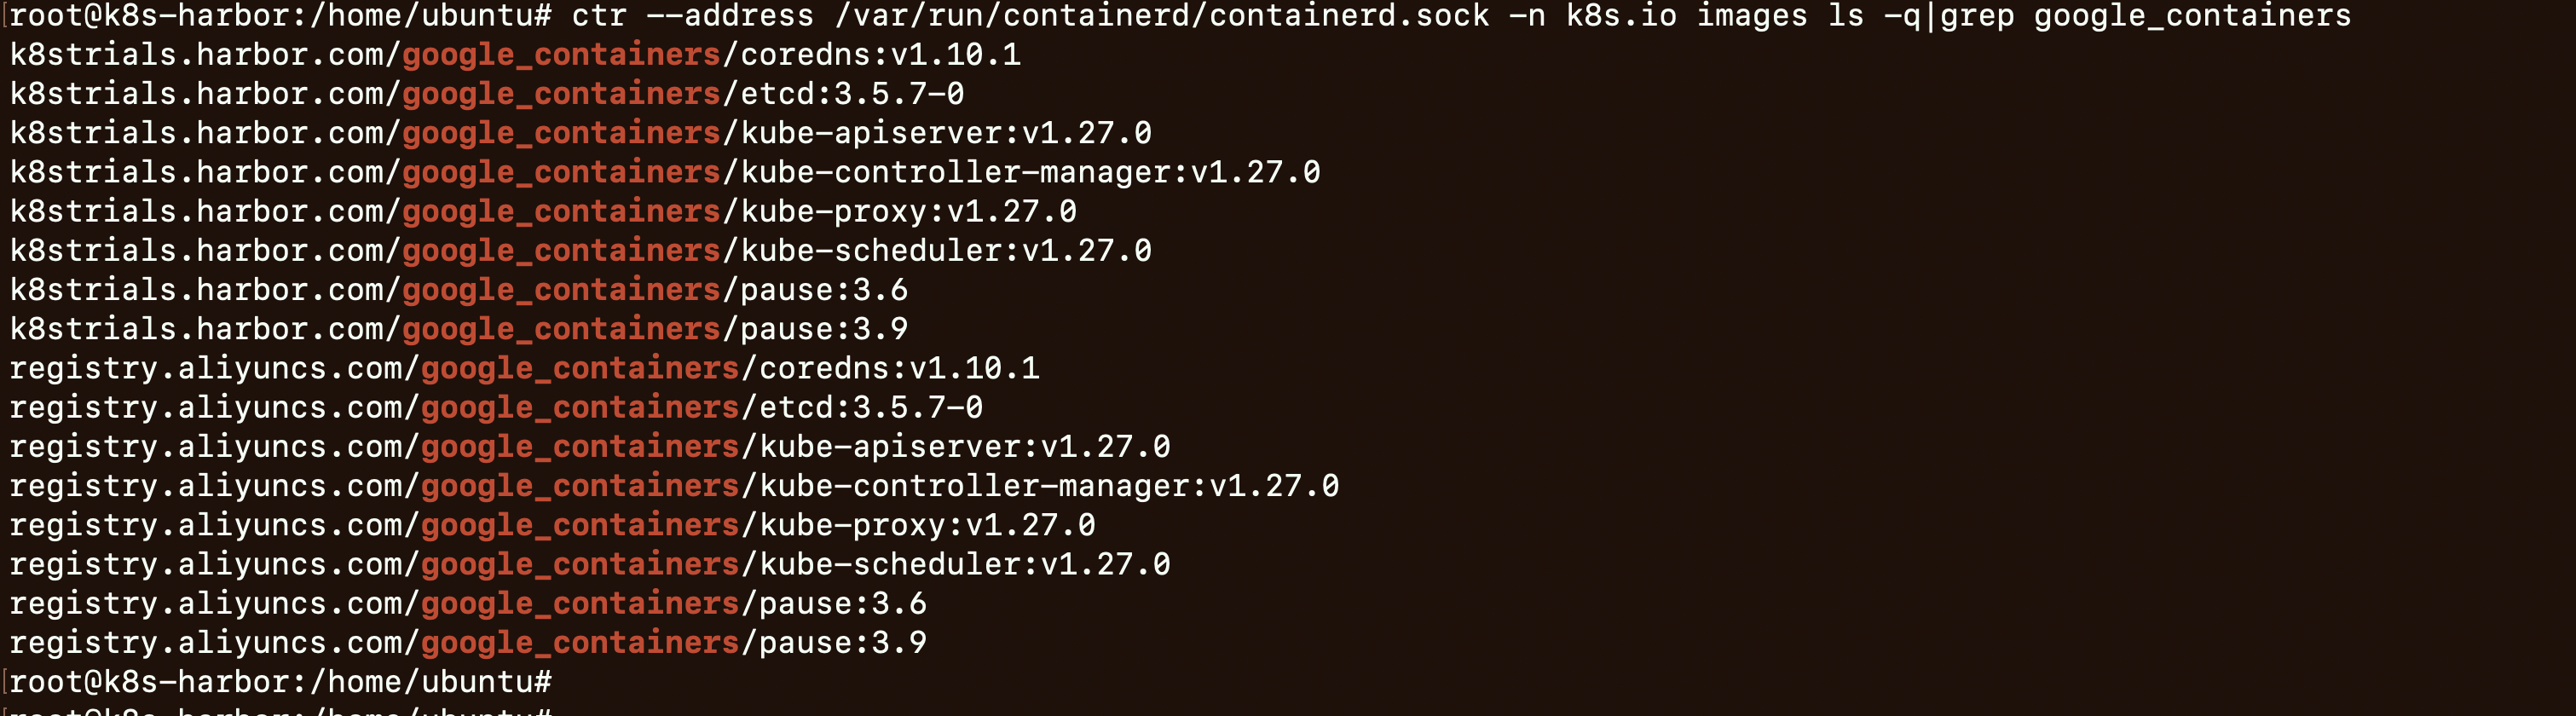 root@k8s-harbor:/home/ubuntu# ctr --address /var/run/containerd/containerd.sock -n k8s.io images ls -q|grep google_containers
k8strials.harbor.com/google_containers/coredns:v1.10.1
k8strials.harbor.com/google_containers/etcd:3.5.7-0
k8strials.harbor.com/google_containers/kube-apiserver:v1.27.0
k8strials.harbor.com/google_containers/kube-controller-manager:v1.27.0
k8strials.harbor.com/google_containers/kube-proxy:v1.27.0
k8strials.harbor.com/google_containers/kube-scheduler:v1.27.0
k8strials.harbor.com/google_containers/pause:3.6
k8strials.harbor.com/google_containers/pause:3.9
registry.aliyuncs.com/google_containers/coredns:v1.10.1
registry.aliyuncs.com/google_containers/etcd:3.5.7-0
registry.aliyuncs.com/google_containers/kube-apiserver:v1.27.0
registry.aliyuncs.com/google_containers/kube-controller-manager:v1.27.0
registry.aliyuncs.com/google_containers/kube-proxy:v1.27.0
registry.aliyuncs.com/google_containers/kube-scheduler:v1.27.0
registry.aliyuncs.com/google_containers/pause:3.6
registry.aliyuncs.com/google_containers/pause:3.9
root@k8s-harbor:/home/ubuntu#
root@k8s-harbor:/home/ubuntu#